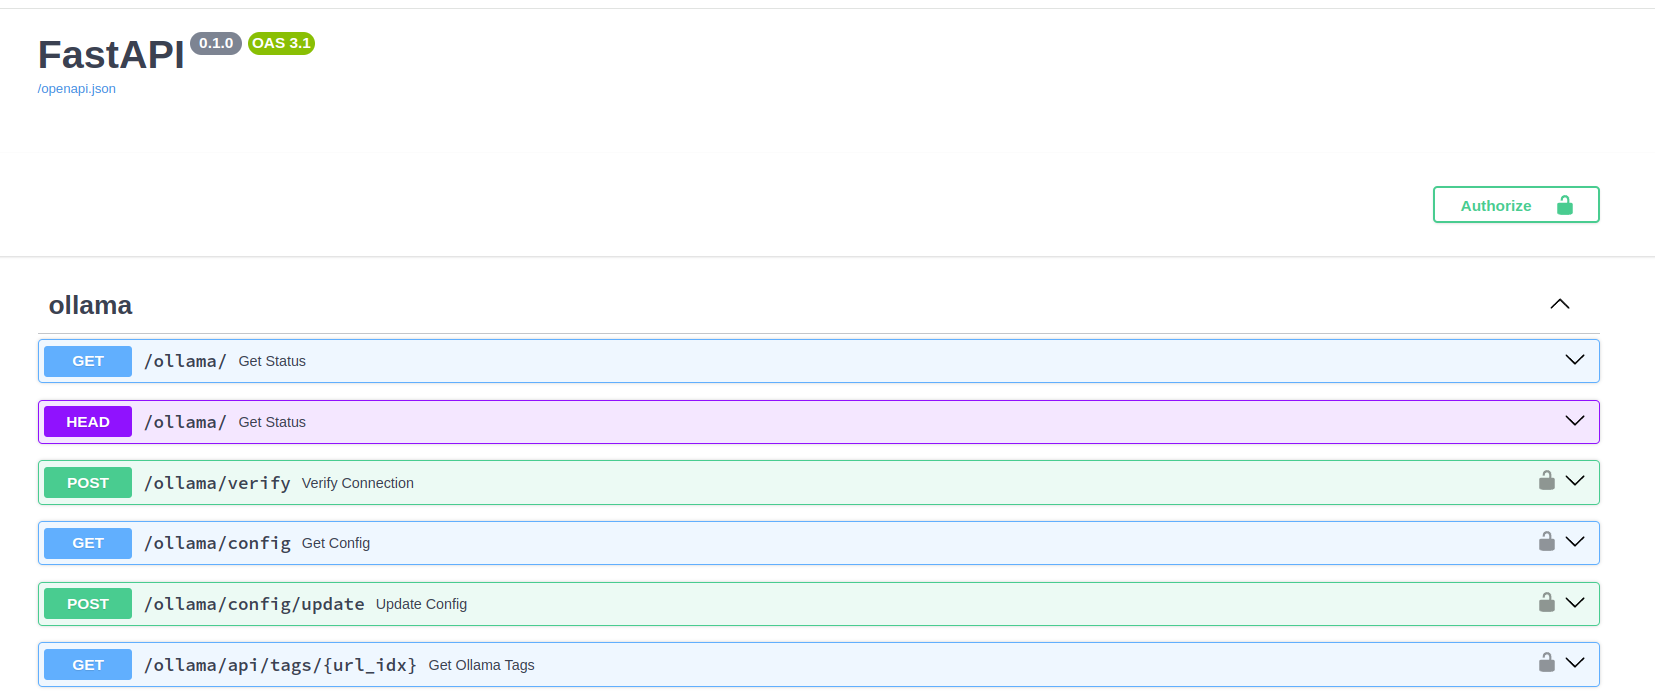 FastAPI 0.1.0 OAS 3.1
/openapi.json
Authorize
ollama
GET /ollama/ Get Status
HEAD /ollama/ Get Status
POST /ollama/verify Verify Connection
GET /ollama/config Get Config
POST /ollama/config/update Update Config
GET /ollama/api/tags/{url_idx} Get Ollama Tags